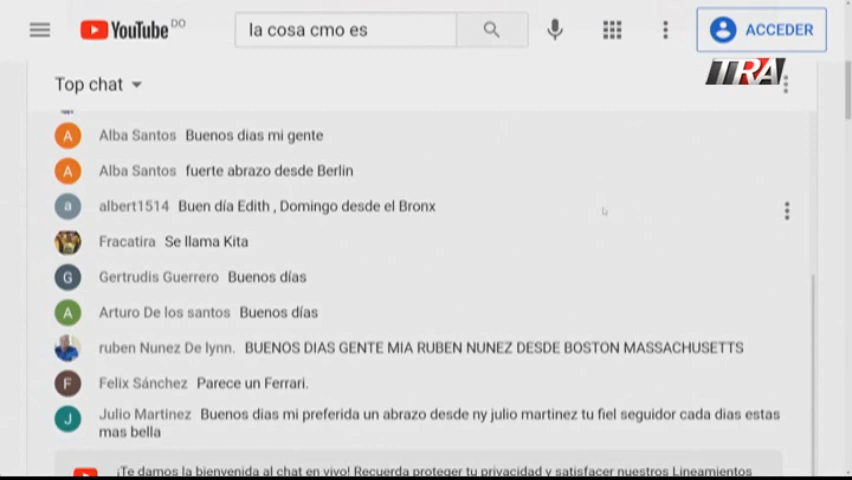 YouTube DO
la cosa cmo es
ACCEDER
TRA
Top chat
A Alba Santos Buenos dias mi gente
A Alba Santos fuerte abrazo desde Berlin
a albert1514 Buen día Edith , Domingo desde el Bronx
Fracatira Se llama Kita
G Gertrudis Guerrero Buenos días
A Arturo De los santos Buenos días
ruben Nunez De lynn. BUENOS DIAS GENTE MIA RUBEN NUNEZ DESDE BOSTON MASSACHUSETTS
F Felix Sánchez Parece un Ferrari.
J Julio Martinez Buenos dias mi preferida un abrazo desde ny julio martinez tu fiel seguidor cada dias estas
mas bella
¡Te damos la bienvenida al chat en vivo! Recuerda proteger tu privacidad y satisfacer nuestros Lineamientos